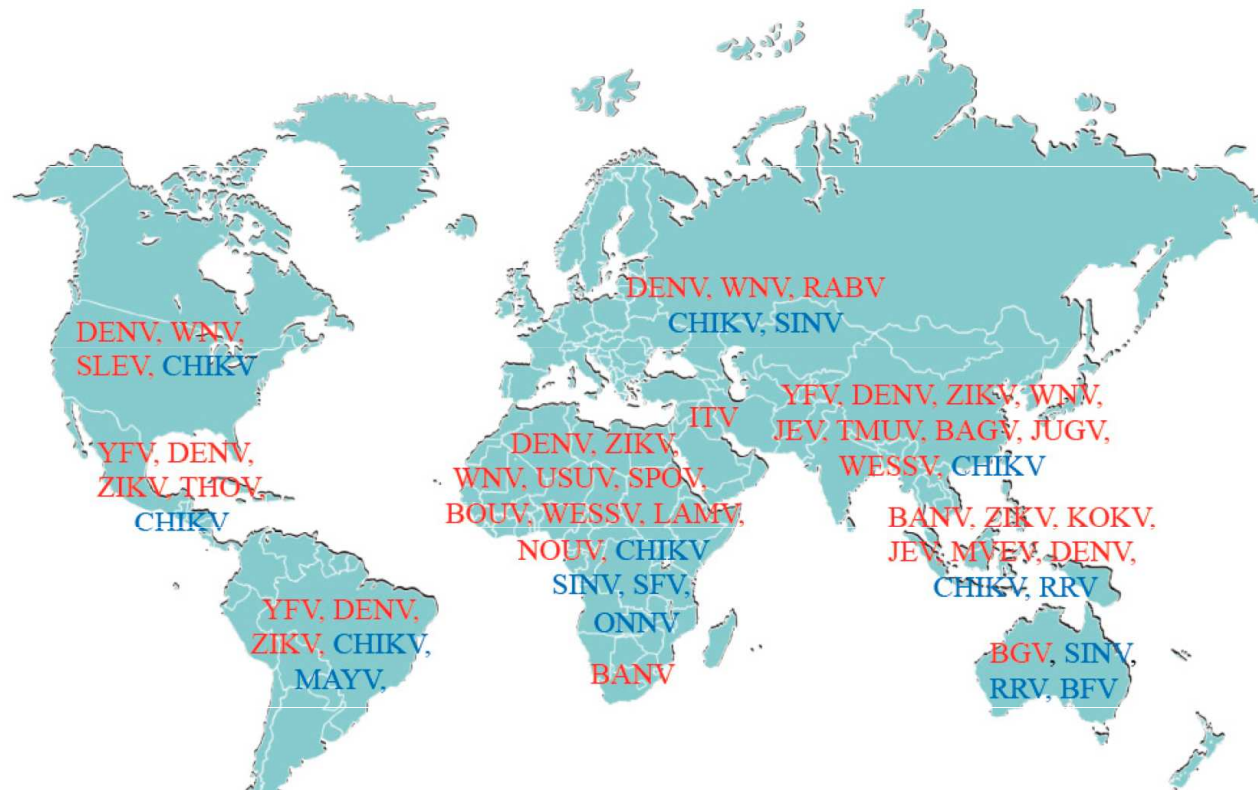 DENV, WNV,
SLEV, CHIKV
YFV, DENV,
ZIKV, THOV,
CHIKV
YFV, DENV,
ZIKV, CHIKV,
MAYV,
DENV, WNV, RABV
CHIKV, SINV
ITV
DENV, ZIKV,
WNV, USUV, SPOV,
BOUV, WESSV, LAMV,
NOUV, CHIKV
SINV, SFV,
ONNV
BANV
YFV, DENV, ZIKV, WNV,
JEV, TMUV, BAGV, JUGV,
WESSV, CHIKV
BANV, ZIKV, KOKV,
JEV, MVEV, DENV,
CHIKV, RRV
BGV, SINV,
RRV, BFV